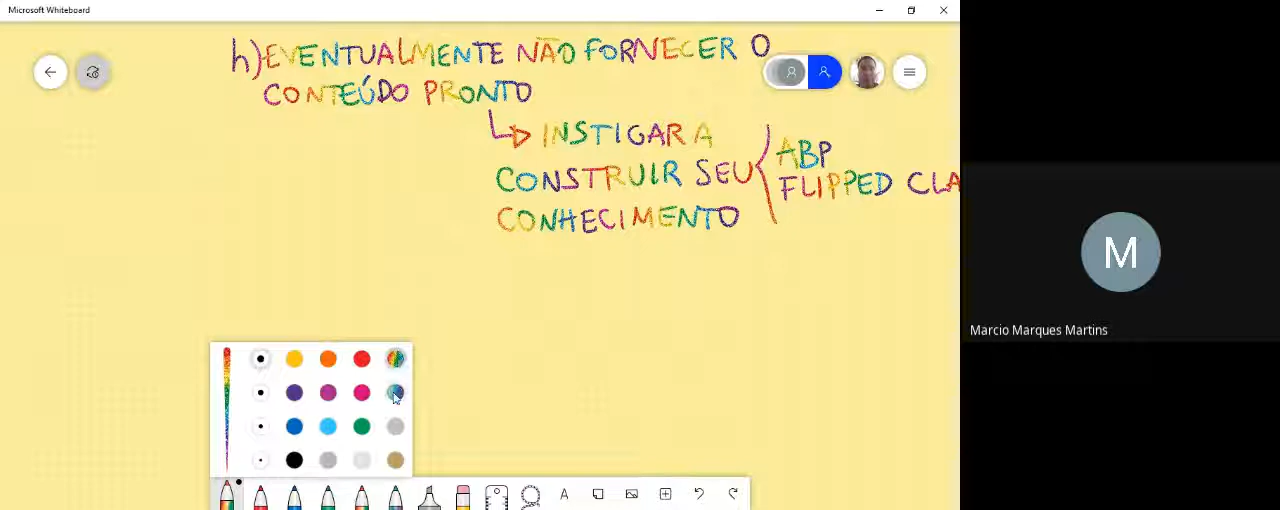 Microsoft Whiteboard
h) EVENTUALMENTE NÃO FORNECER O
CONTEÚDO PRONTO
INSTIGAR A
CONSTRUIR SEU
CONHECIMENTO
ABP
FLIPPED CLA
M
Marcio Marques Martins
A